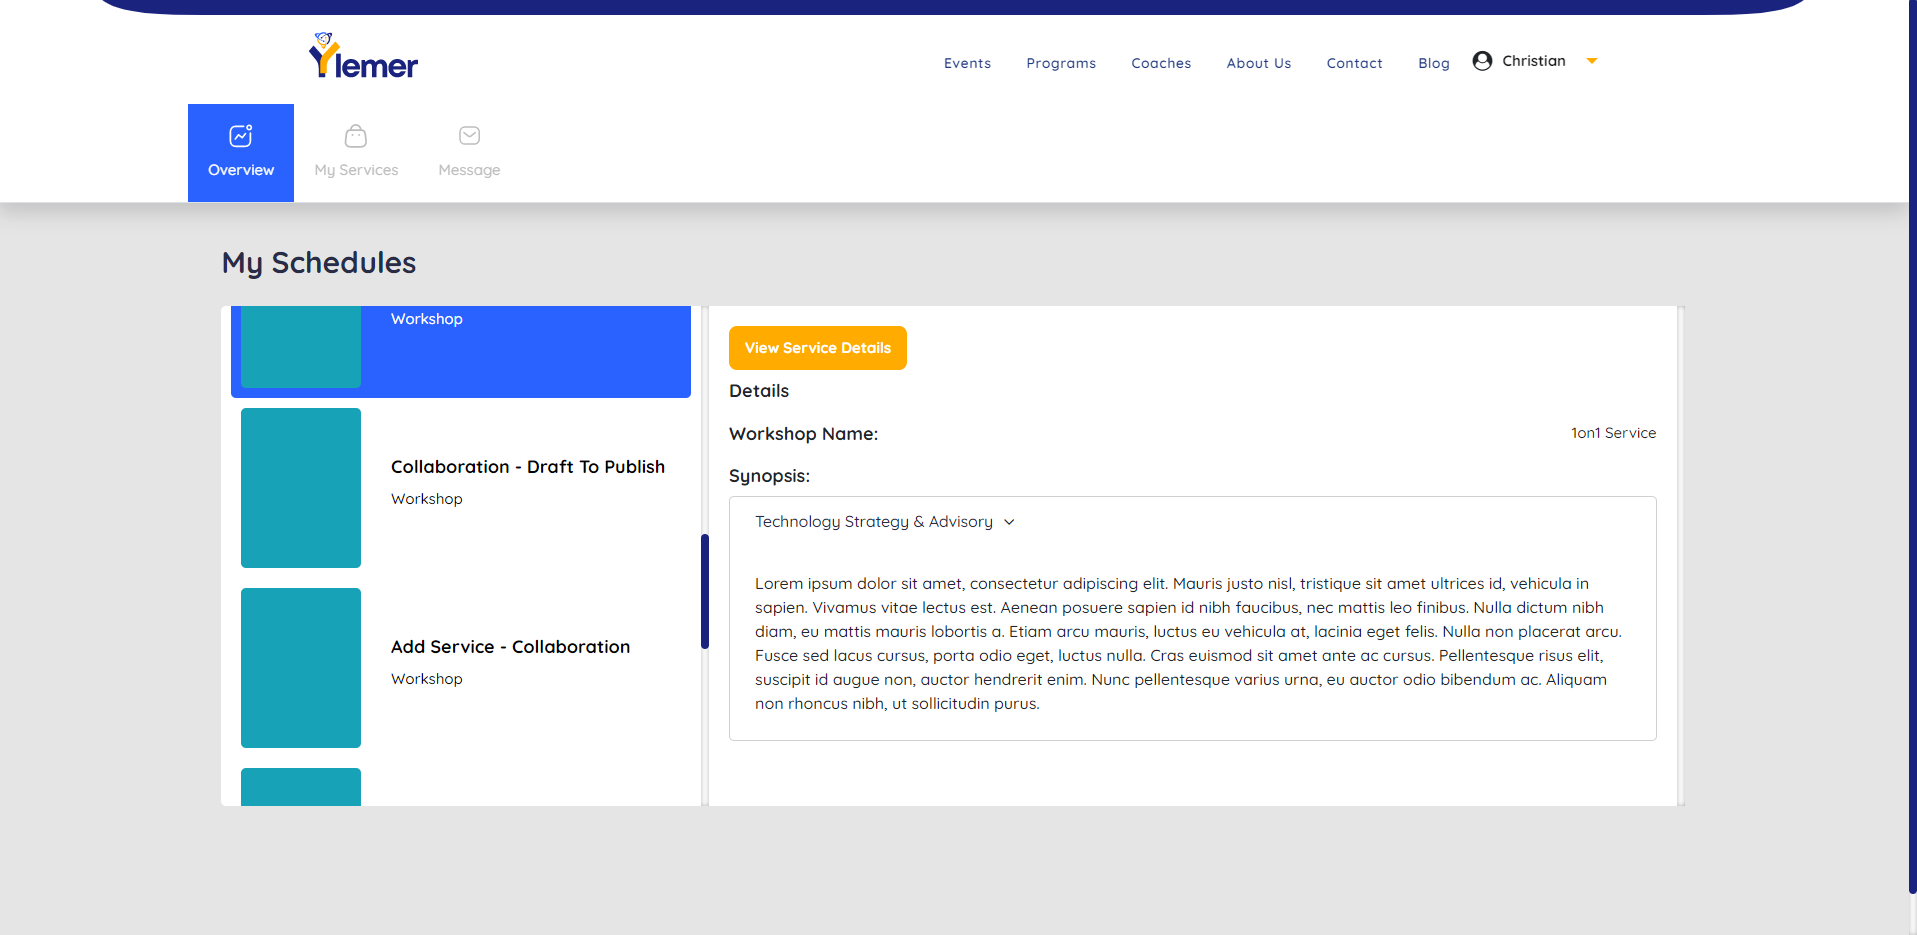 Ylemer
Events
Programs
Coaches
About Us
Contact
Blog
Christian
Overview
My Services
Message
My Schedules
Workshop
Collaboration - Draft To Publish
Workshop
Add Service - Collaboration
Workshop
View Service Details
Details
Workshop Name:
1on1 Service
Synopsis:
Technology Strategy & Advisory
Lorem ipsum dolor sit amet, consectetur adipiscing elit. Mauris justo nisl, tristique sit amet ultrices id, vehicula in
sapien. Vivamus vitae lectus est. Aenean posuere sapien id nibh faucibus, nec mattis leo finibus. Nulla dictum nibh
diam, eu mattis mauris lobortis a. Etiam arcu mauris, luctus eu vehicula at, lacinia eget felis. Nulla non placerat arcu.
Fusce sed lacus cursus, porta odio eget, luctus nulla. Cras euismod sit amet ante ac cursus. Pellentesque risus elit,
suscipit id augue non, auctor hendrerit enim. Nunc pellentesque varius urna, eu auctor odio bibendum ac. Aliquam
non rhoncus nibh, ut sollicitudin purus.